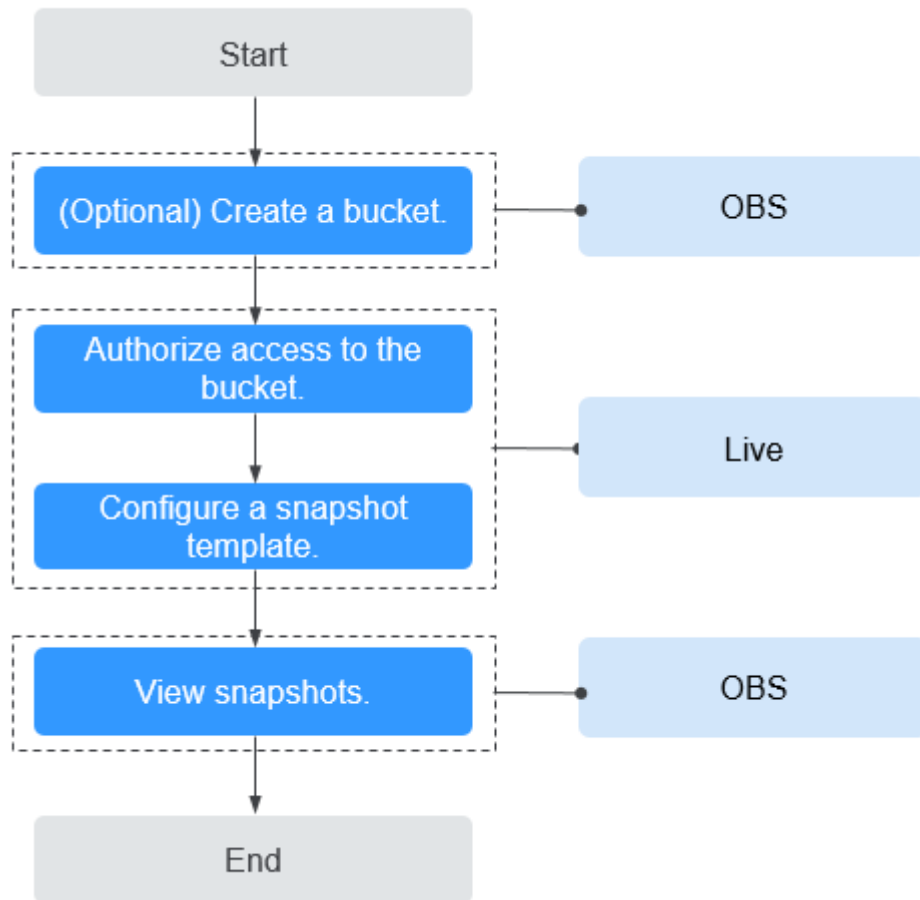 Start
(Optional) Create a bucket.
OBS
Authorize access to the
bucket.
Live
Configure a snapshot
template.
View snapshots.
OBS
End